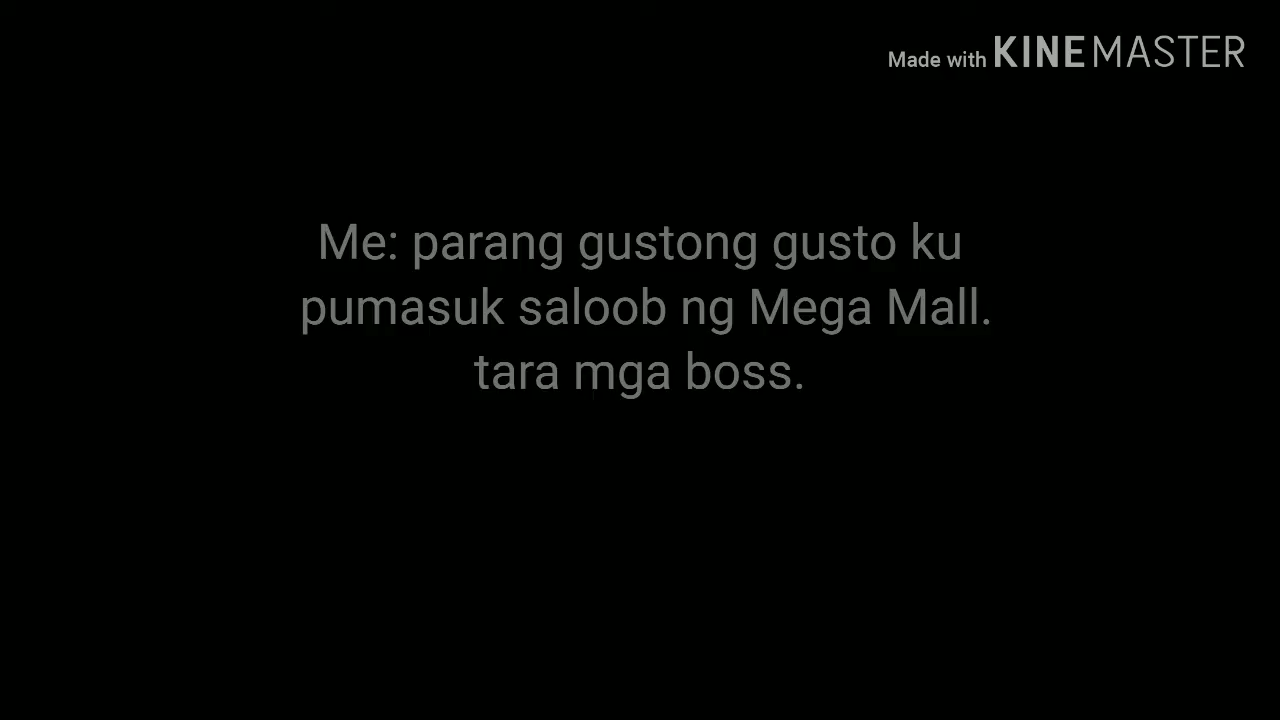 Made with KINEMASTER
Me: parang gustong gusto ku
pumasuk saloob ng Mega Mall.
tara mga boss.